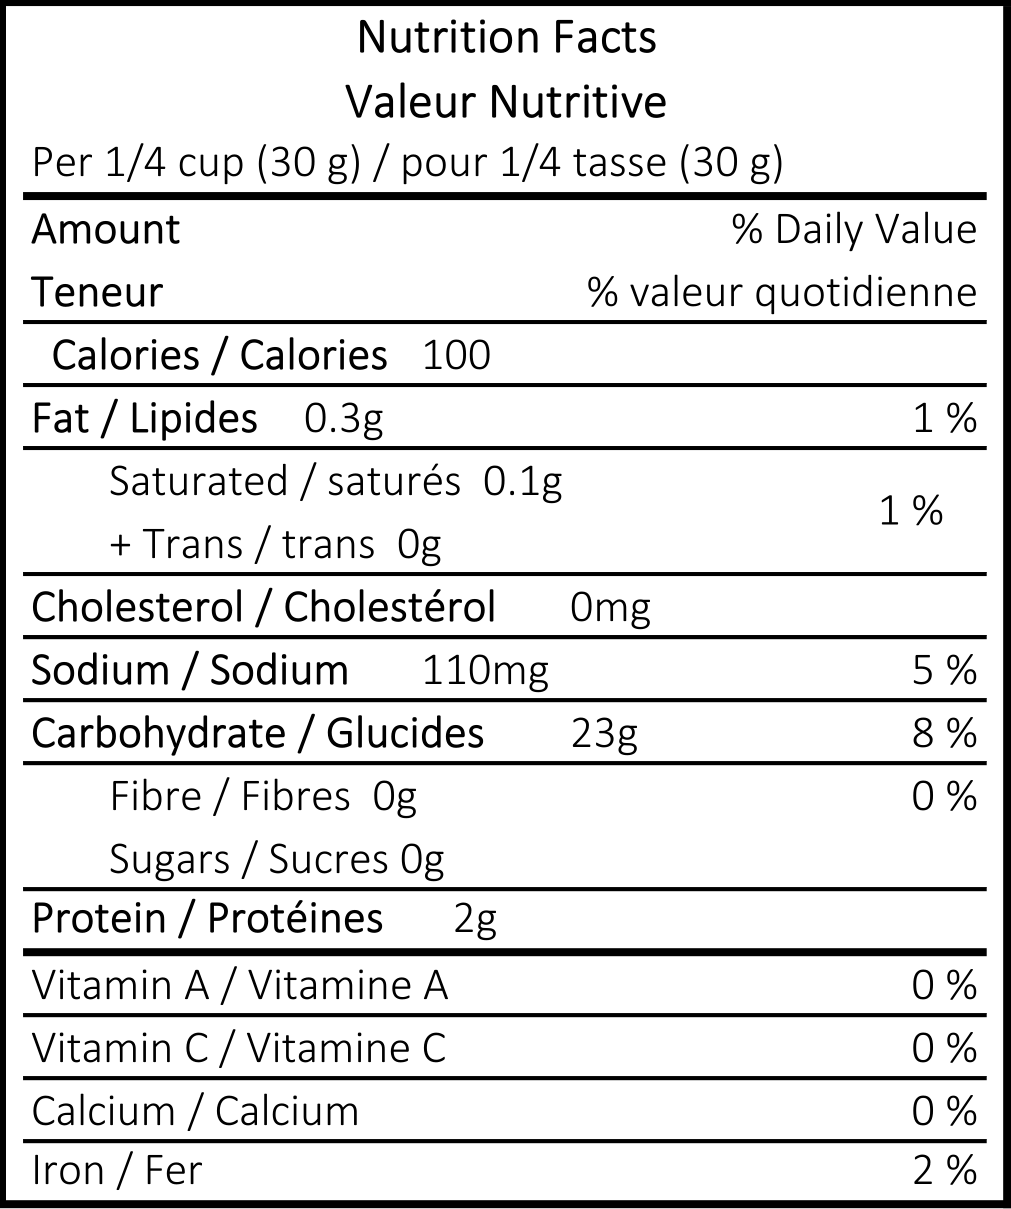 Nutrition Facts
Valeur Nutritive
Per 1/4 cup (30 g) / pour 1/4 tasse (30 g)
Amount % Daily Value
Teneur % valeur quotidienne
Calories / Calories 100
Fat / Lipides 0.3g 1 %
Saturated / saturés 0.1g
1 %
+ Trans / trans 0g
Cholesterol / Cholestérol 0mg
Sodium / Sodium 110mg 5 %
Carbohydrate / Glucides 23g 8 %
Fibre / Fibres 0g 0 %
Sugars / Sucres 0g
Protein / Protéines 2g
Vitamin A / Vitamine A 0 %
Vitamin C / Vitamine C 0 %
Calcium / Calcium 0 %
Iron / Fer 2 %